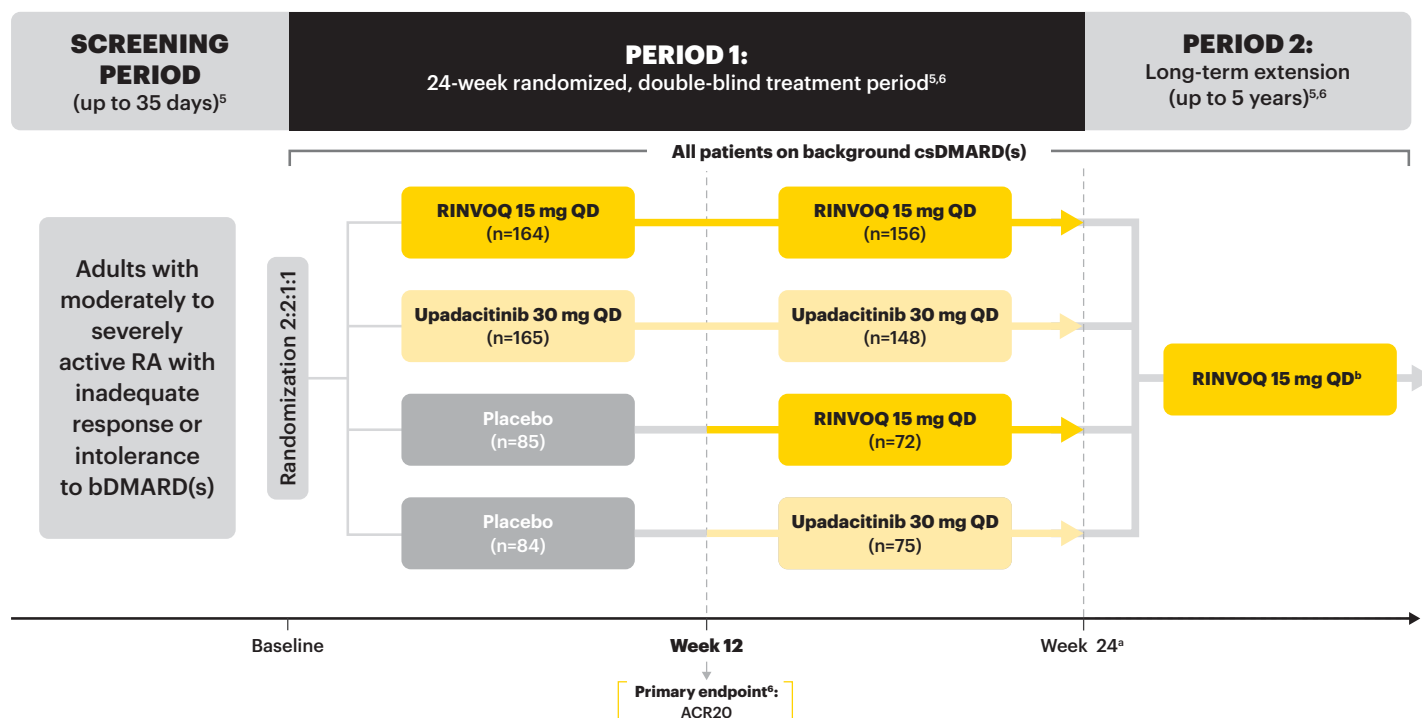 SCREENING
PERIOD
(up to 35 days)5
PERIOD 1:
24-week randomized, double-blind treatment period5,6
PERIOD 2:
Long-term extension
(up to 5 years)5,6
All patients on background csDMARD(s)
Adults with
moderately to
severely
active RA with
inadequate
response or
intolerance
to bDMARD(s)
Randomization 2:2:1:1
RINVOQ 15 mg QD
(n=164)
RINVOQ 15 mg QD
(n=156)
Upadacitinib 30 mg QD
(n=165)
Upadacitinib 30 mg QD
(n=148)
Placebo
(n=85)
RINVOQ 15 mg QD
(n=72)
Placebo
(n=84)
Upadacitinib 30 mg QD
(n=75)
RINVOQ 15 mg QDb
Baseline
Week 12
Week 24a
Primary endpoint6:
ACR20